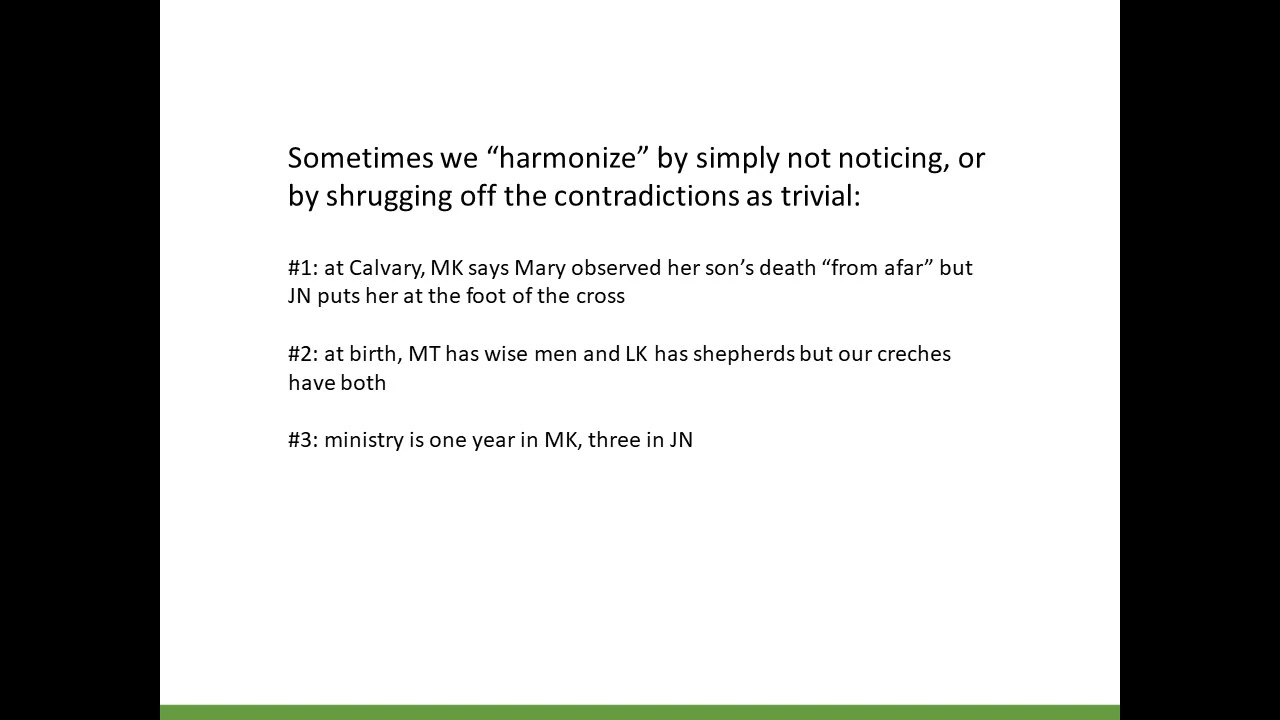 Sometimes we “harmonize” by simply not noticing, or
by shrugging off the contradictions as trivial:
#1: at Calvary, MK says Mary observed her son’s death “from afar” but
JN puts her at the foot of the cross
#2: at birth, MT has wise men and LK has shepherds but our creches
have both
#3: ministry is one year in MK, three in JN